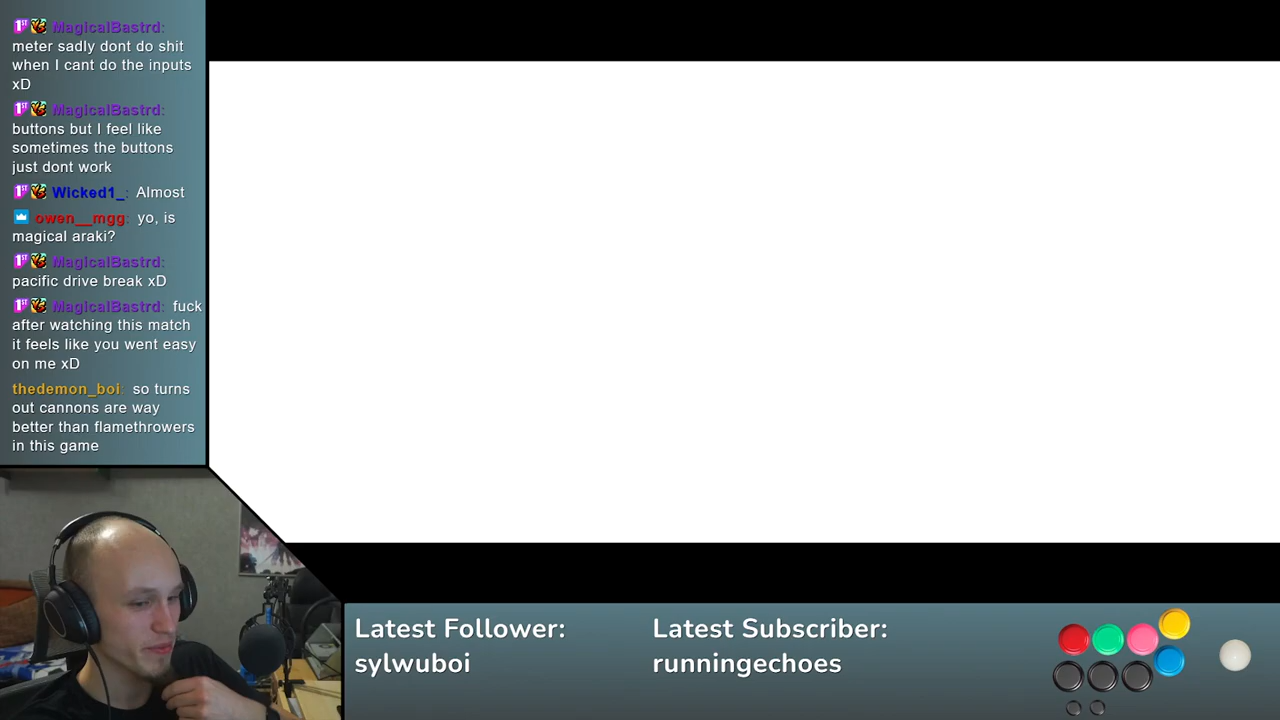 MagicalBastrd:
meter sadly dont do shit
when I cant do the inputs
xD
MagicalBastrd:
buttons but I feel like
sometimes the buttons
just dont work
Wicked1_: Almost
owen__mgg: yo, is
magical araki?
MagicalBastrd:
pacific drive break xD
MagicalBastrd: fuck
after watching this match
it feels like you went easy
on me xD
thedemon_boi: so turns
out cannons are way
better than flamethrowers
in this game
Latest Follower:
sylwuboi
Latest Subscriber:
runningechoes